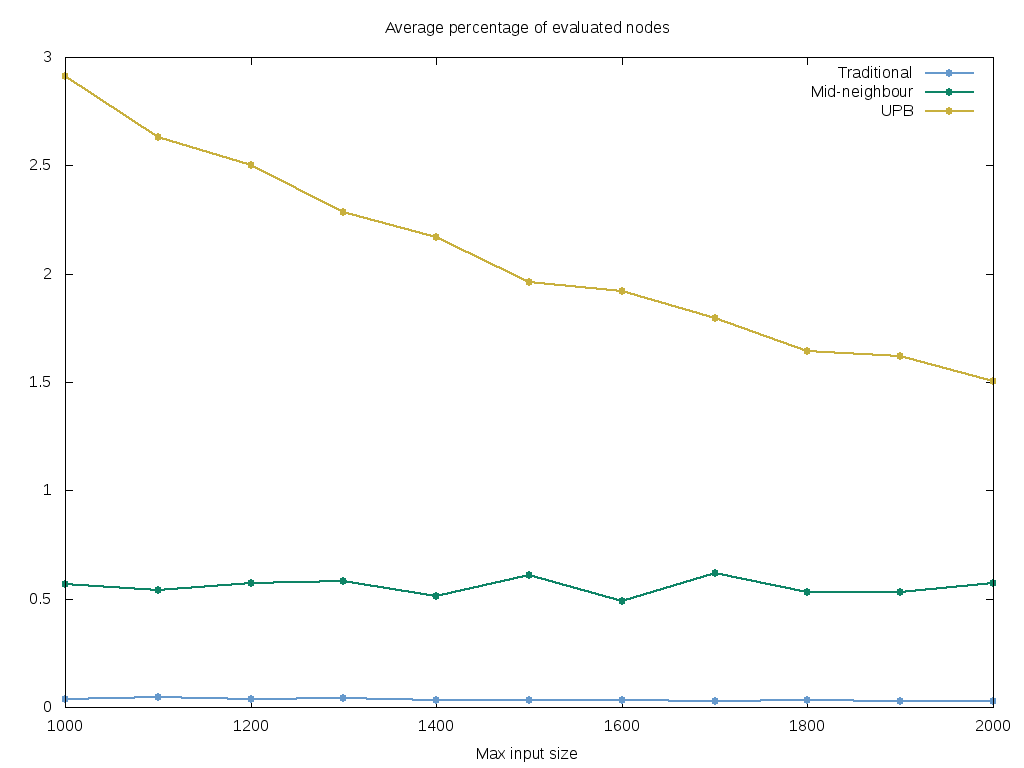 Average percentage of evaluated nodes
Traditional
Mid-neighbour
UPB
3
2.5
2
1.5
1
0.5
0
1000 1200 1400 1600 1800 2000
Max input size